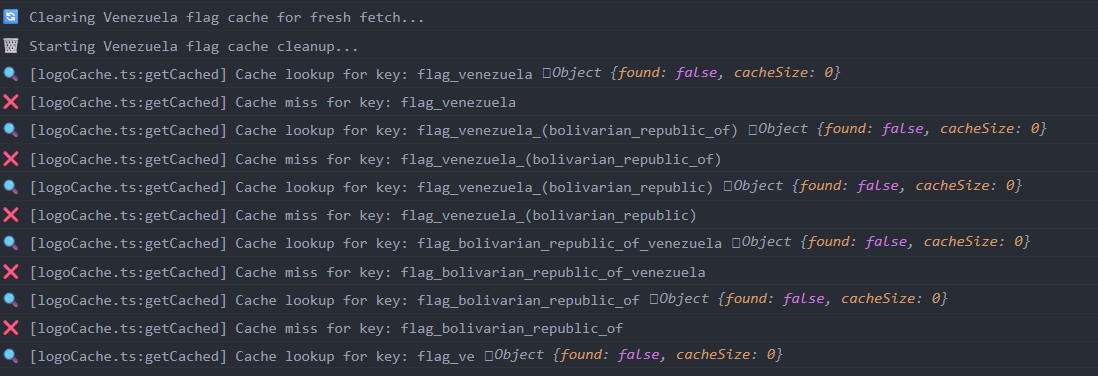 Clearing Venezuela flag cache for fresh fetch...
Starting Venezuela flag cache cleanup...
[logoCache.ts:getCached] Cache lookup for key: flag_venezuela Object {found: false, cacheSize: 0}
[logoCache.ts:getCached] Cache miss for key: flag_venezuela
[logoCache.ts:getCached] Cache lookup for key: flag_venezuela_(bolivarian_republic_of) Object {found: false, cacheSize: 0}
[logoCache.ts:getCached] Cache miss for key: flag_venezuela_(bolivarian_republic_of)
[logoCache.ts:getCached] Cache lookup for key: flag_venezuela_(bolivarian_republic) Object {found: false, cacheSize: 0}
[logoCache.ts:getCached] Cache miss for key: flag_venezuela_(bolivarian_republic)
[logoCache.ts:getCached] Cache lookup for key: flag_bolivarian_republic_of_venezuela Object {found: false, cacheSize: 0}
[logoCache.ts:getCached] Cache miss for key: flag_bolivarian_republic_of_venezuela
[logoCache.ts:getCached] Cache lookup for key: flag_bolivarian_republic_of Object {found: false, cacheSize: 0}
[logoCache.ts:getCached] Cache miss for key: flag_bolivarian_republic_of
[logoCache.ts:getCached] Cache lookup for key: flag_ve Object {found: false, cacheSize: 0}